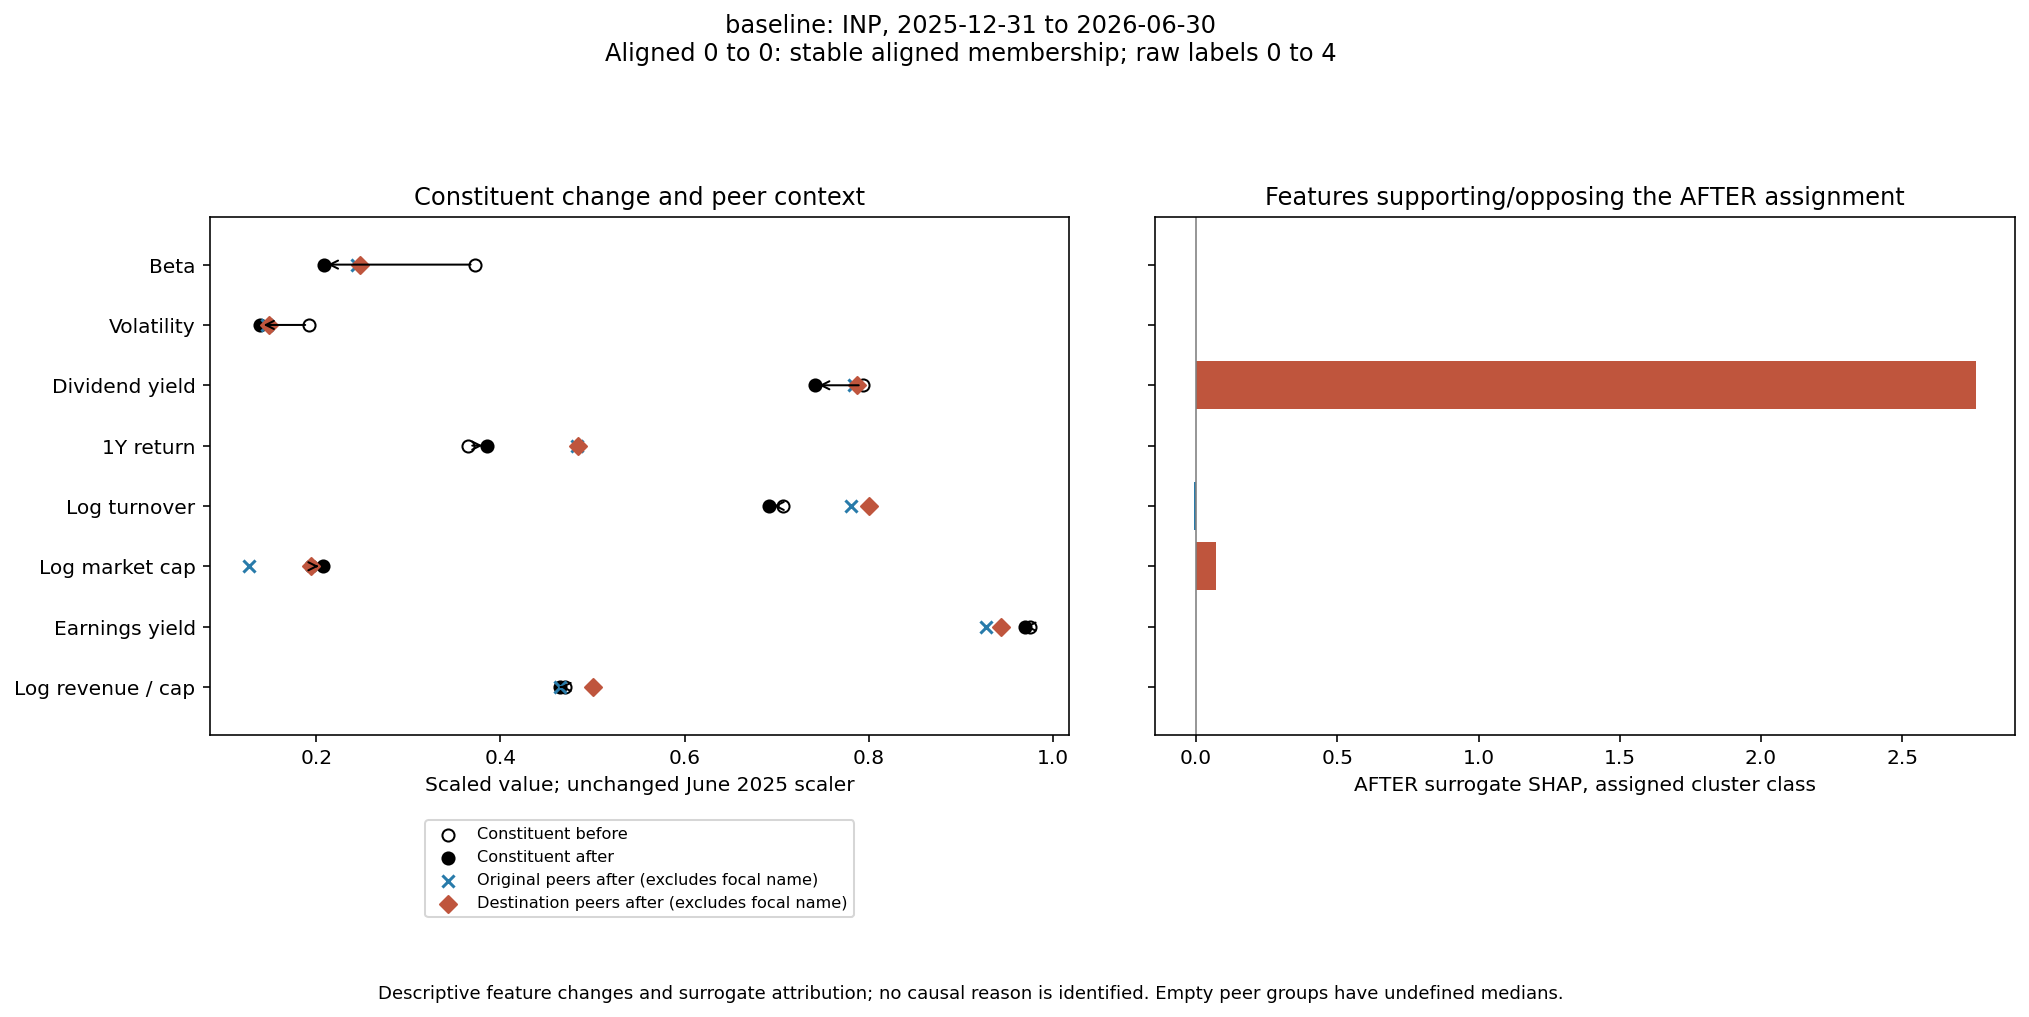 baseline: INP, 2025-12-31 to 2026-06-30
Aligned 0 to 0: stable aligned membership; raw labels 0 to 4
Constituent change and peer context
Beta
Volatility
Dividend yield
1Y return
Log turnover
Log market cap
Earnings yield
Log revenue / cap
0.2
0.4
0.6
0.8
1.0
Scaled value; unchanged June 2025 scaler
Constituent before
Constituent after
Original peers after (excludes focal name)
Destination peers after (excludes focal name)
Features supporting/opposing the AFTER assignment
0.0
0.5
1.0
1.5
2.0
2.5
AFTER surrogate SHAP, assigned cluster class
Descriptive feature changes and surrogate attribution; no causal reason is identified. Empty peer groups have undefined medians.